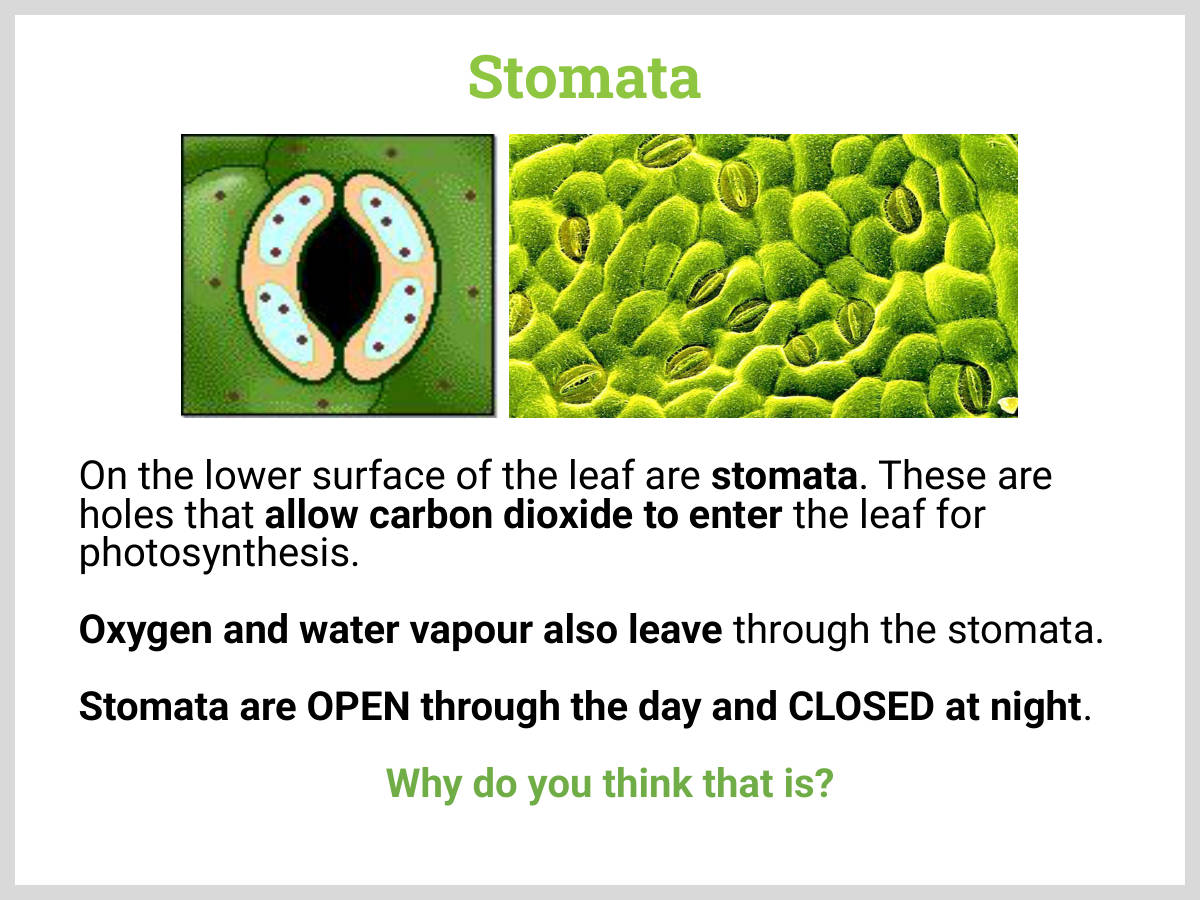 Stomata
On the lower surface of the leaf are stomata. These are
holes that allow carbon dioxide to enter the leaf for
photosynthesis.
Oxygen and water vapour also leave through the stomata.
Stomata are OPEN through the day and CLOSED at night.
Why do you think that is?